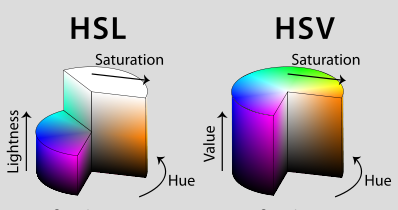 HSL
Saturation
Lightness
Hue
HSV
Saturation
Value
Hue